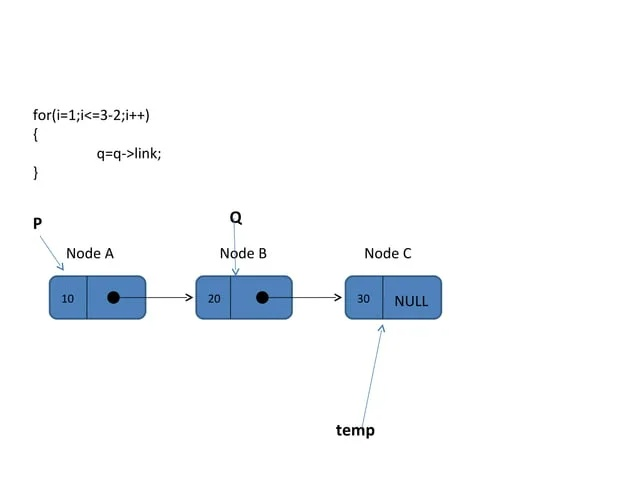 for(i=1;i<=3-2;i++)
{
q=q->link;
}
P
Q
Node A
Node B
Node C
10
20
30
NULL
temp